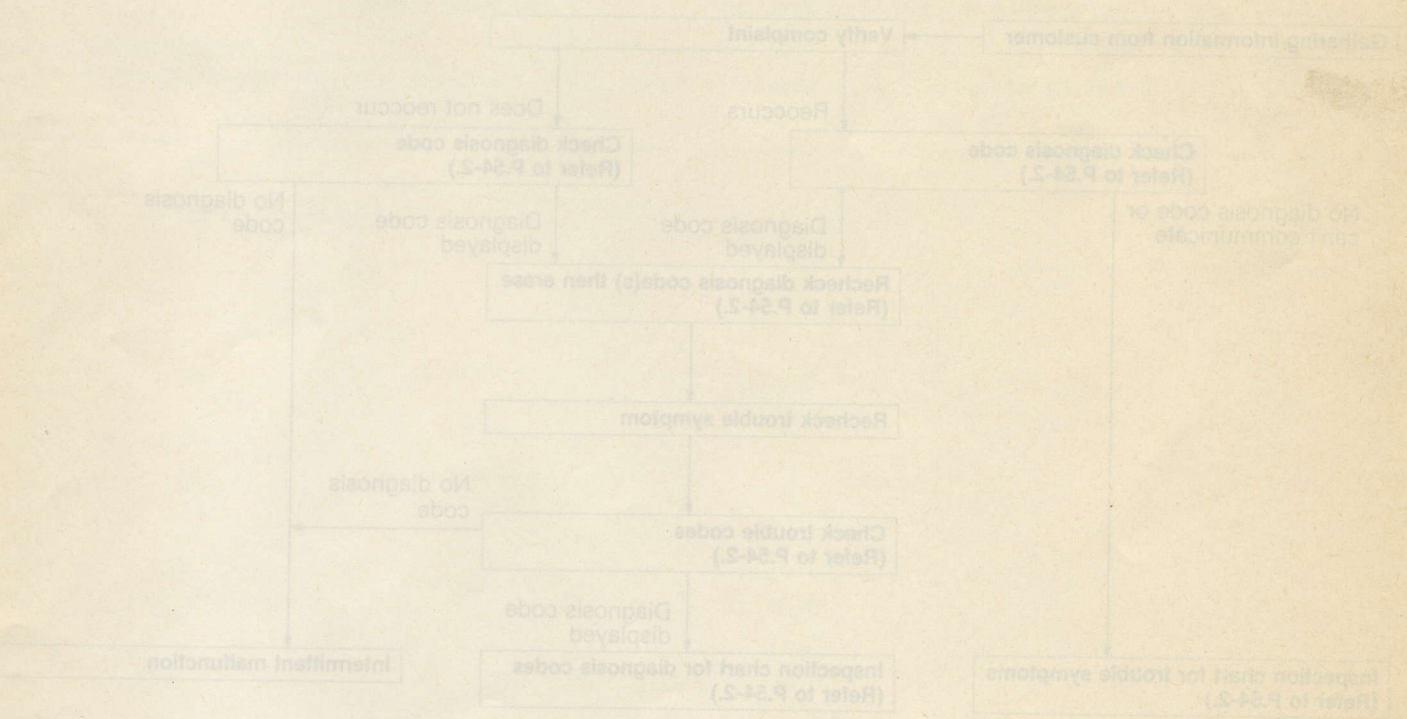 Gathering information from customer
Verify complaint
Reoccurs
Does not reoccur
Check diagnosis code
(Refer to P.54-2.)
Check diagnosis code
(Refer to P.54-2.)
No diagnosis code or
can't communicate
Diagnosis code
displayed
Diagnosis code
displayed
No diagnosis
code
Recheck diagnosis code(s) then erase
(Refer to P.54-2.)
Recheck trouble symptom
No diagnosis
code
Check trouble codes
(Refer to P.54-2.)
Diagnosis code
displayed
Inspection chart for trouble symptoms
(Refer to P.54-2.)
Inspection chart for diagnosis codes
(Refer to P.54-2.)
Intermittent malfunction